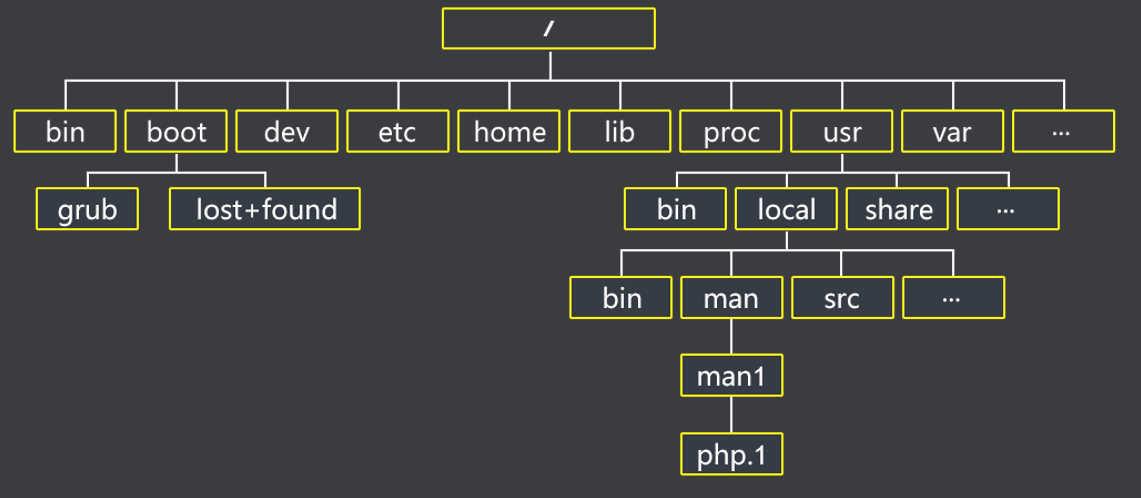 /
bin boot dev etc home lib proc usr var ...
grub lost+found bin local share ...
bin man src ...
man1
php.1